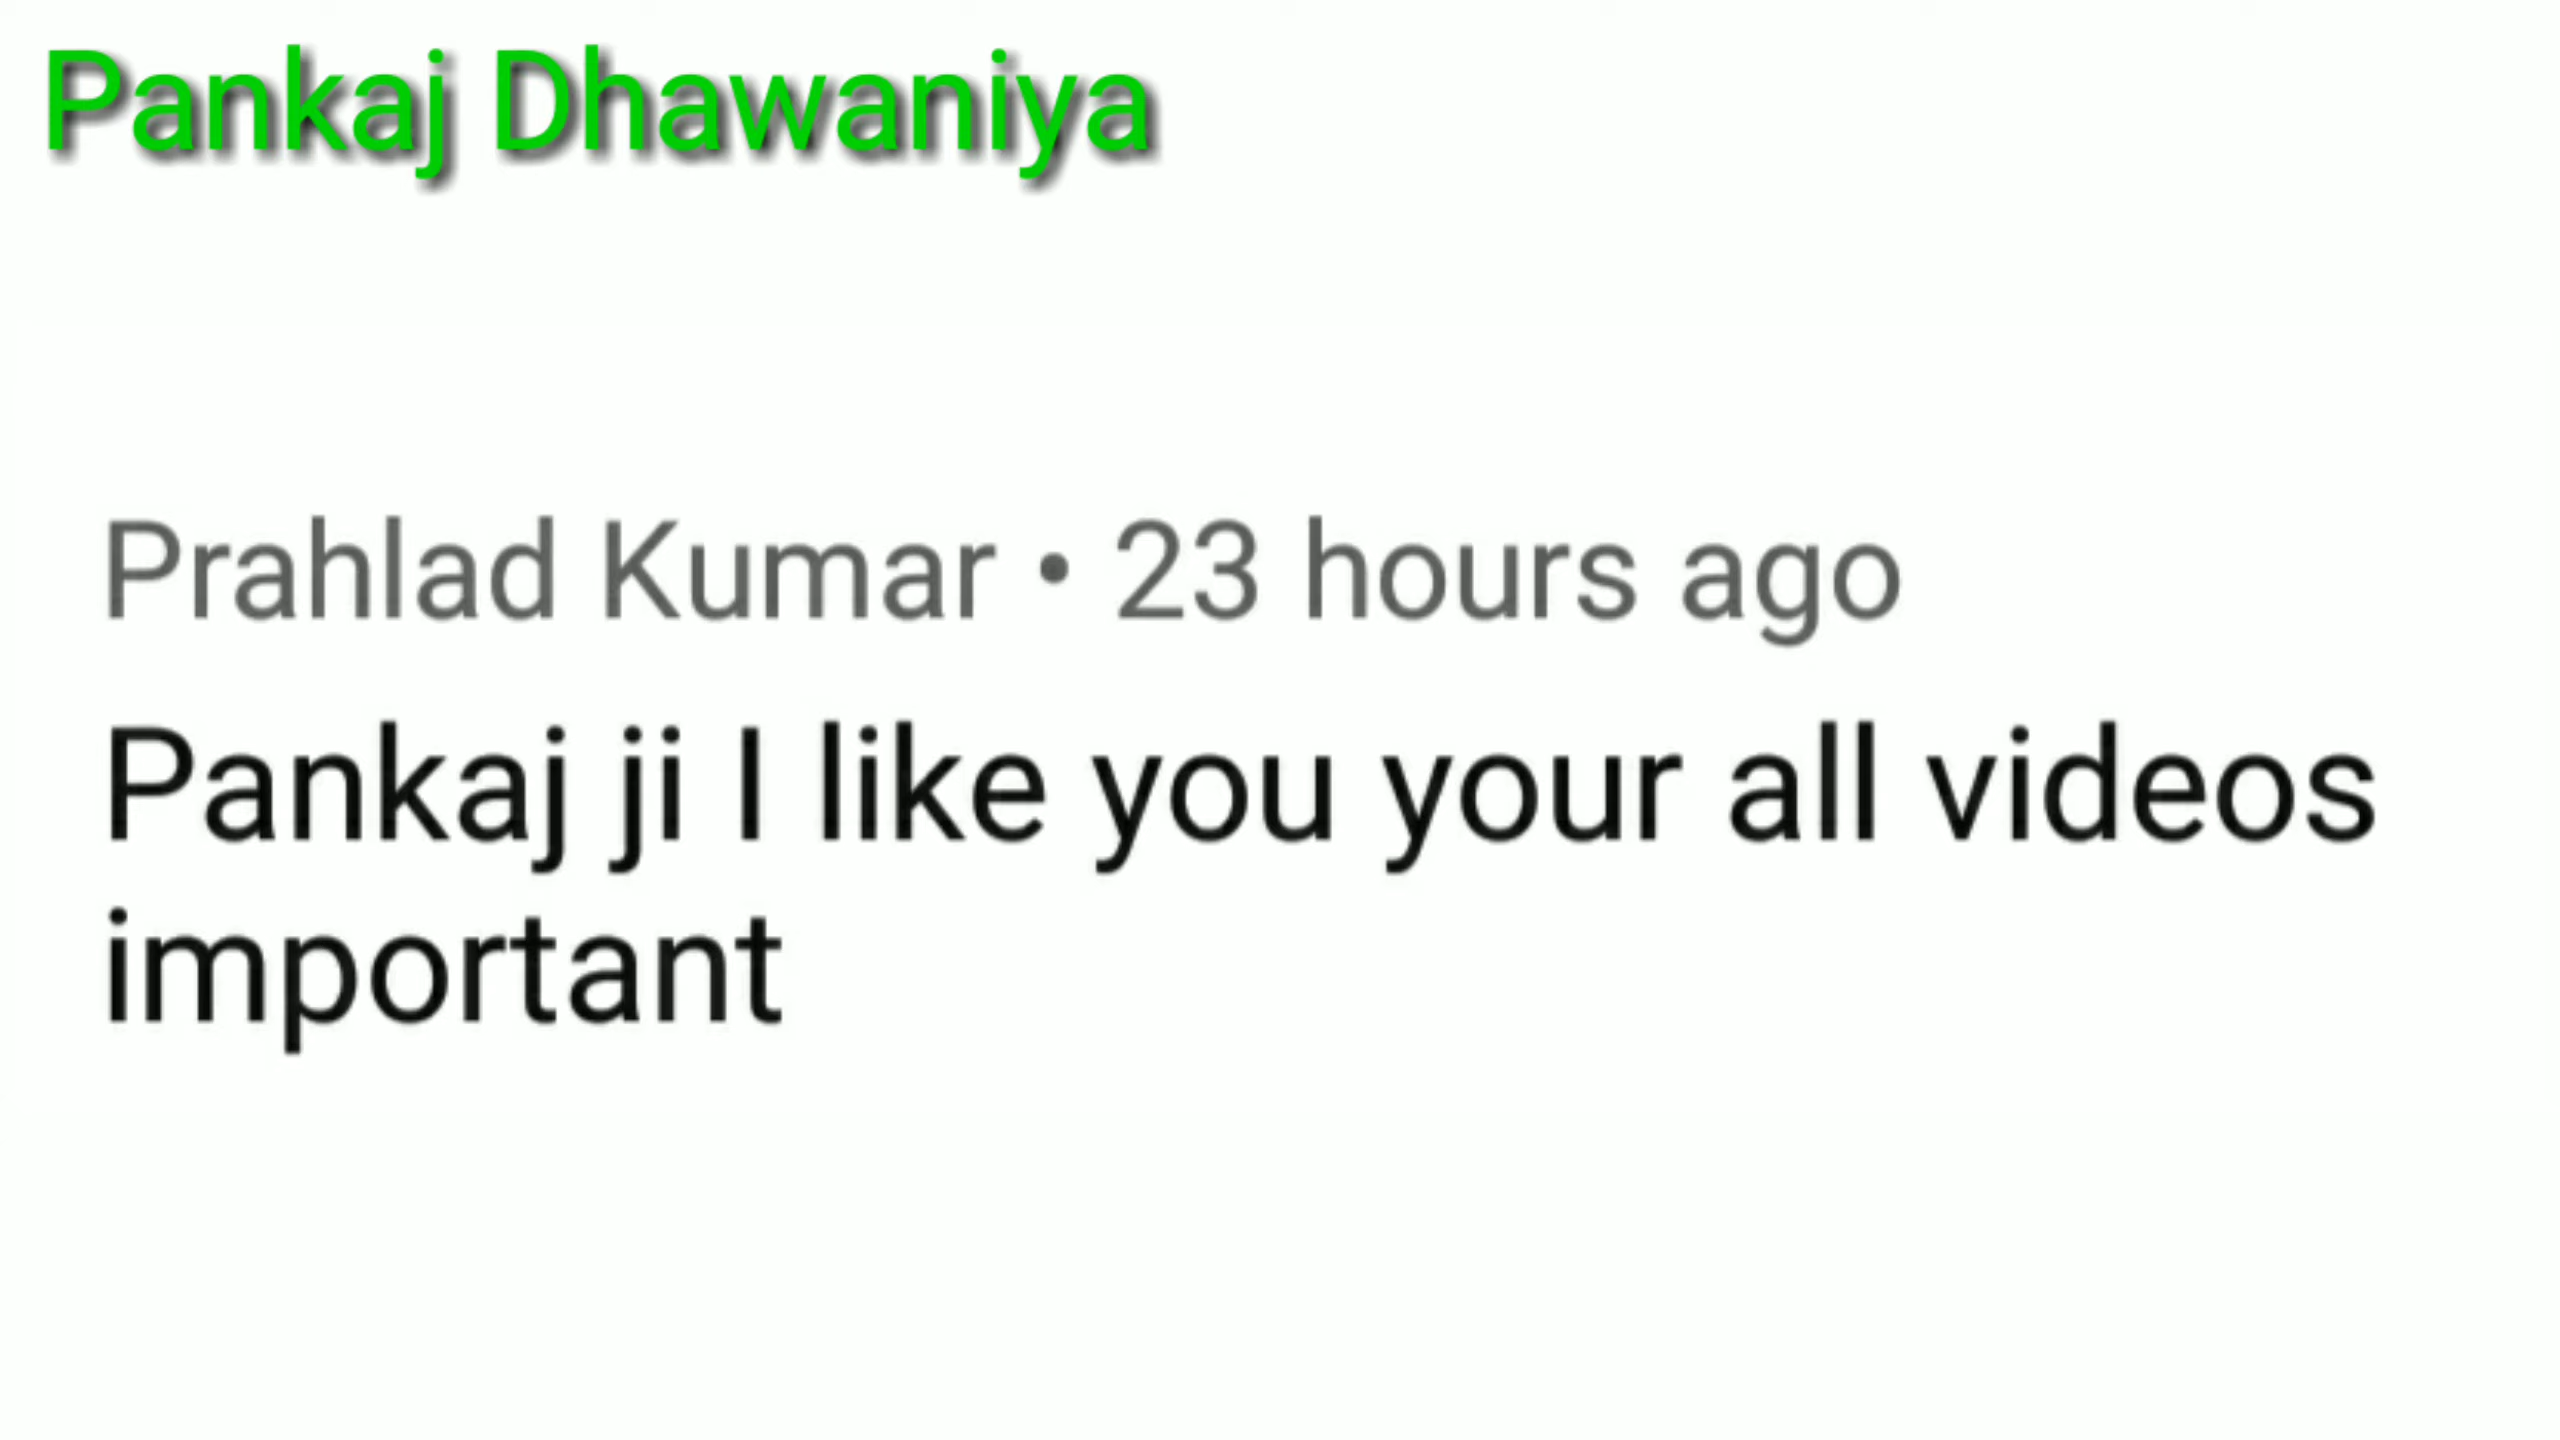 Pankaj Dhawaniya
Prahlad Kumar • 23 hours ago
Pankaj ji I like you your all videos
important